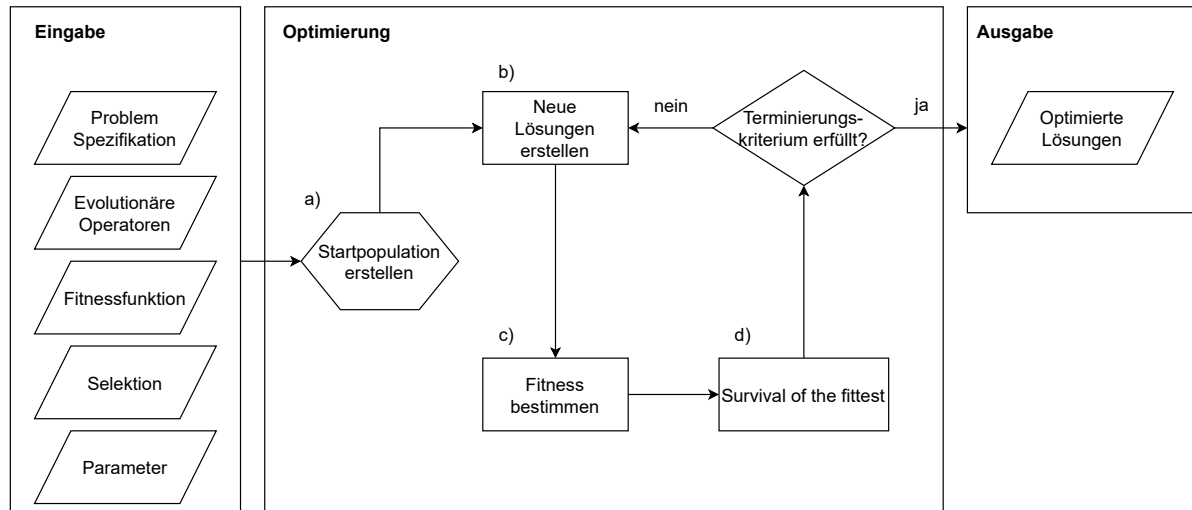 Eingabe
Problem
Spezifikation
Evolutionäre
Operatoren
Fitnessfunktion
Selektion
Parameter
Optimierung
a)
Startpopulation
erstellen
b)
Neue
Lösungen
erstellen
c)
Fitness
bestimmen
d)
Survival of the fittest
Terminierungs-
kriterium erfüllt?
nein
ja
Ausgabe
Optimierte
Lösungen